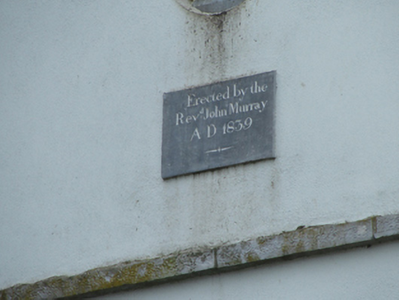 Erected by the
Revd John Murray
A D 1839